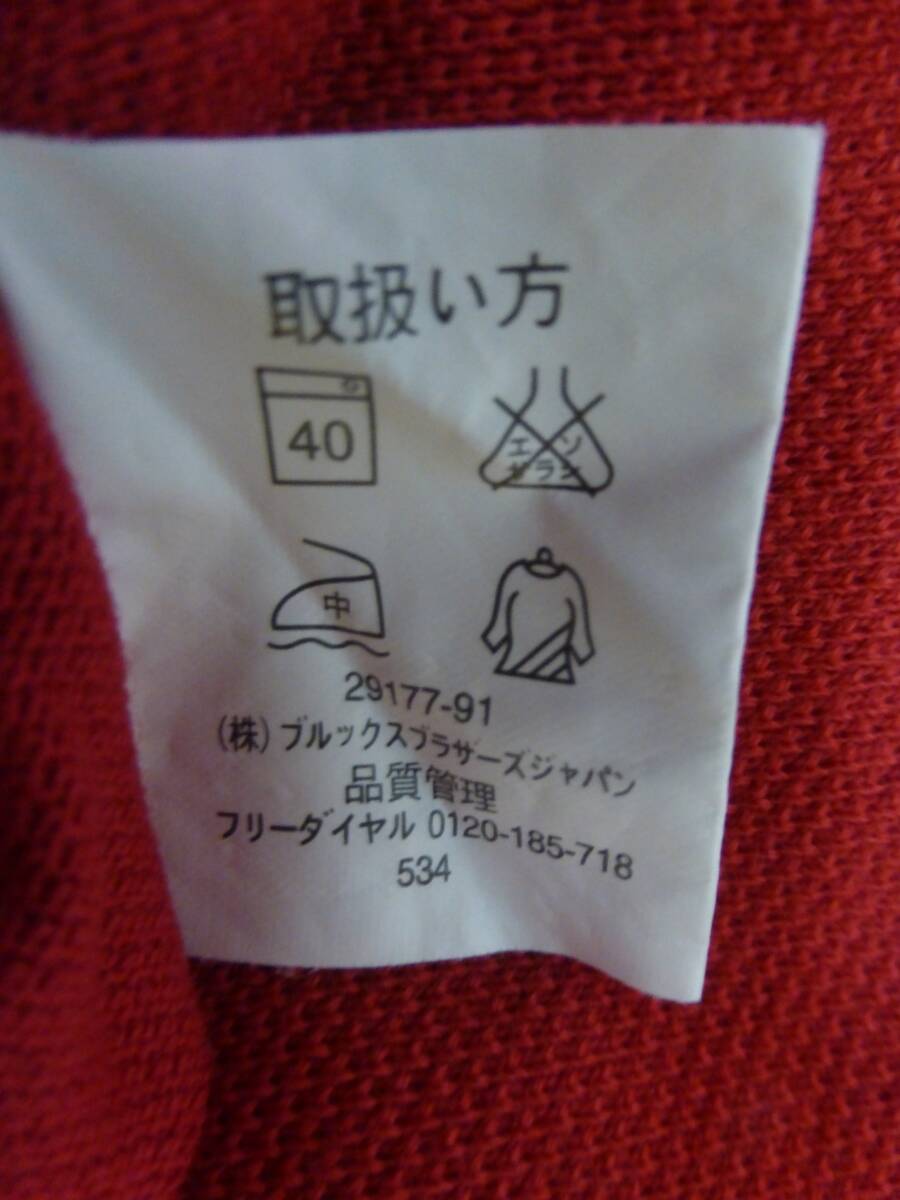 取扱い方
40
エンソ
サラシ
中
29177-91
(株)ブルックスブラザーズジャパン
品質管理
フリーダイヤル 0120-185-718
534